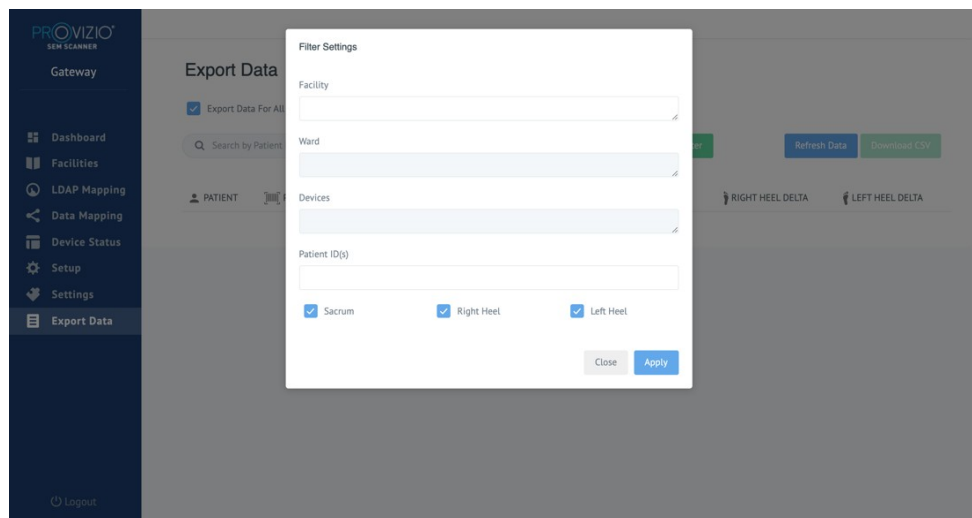 PROVIZIO®
SEM SCANNER
Gateway
Dashboard
Facilities
LDAP Mapping
Data Mapping
Device Status
Setup
Settings
Export Data
Logout
Export Data
Export Data For All
Search by Patient
Refresh Data
Download CSV
PATIENT
RIGHT HEEL DELTA
LEFT HEEL DELTA
Filter Settings
Facility
Ward
Devices
Patient ID(s)
Sacrum
Right Heel
Left Heel
Close
Apply